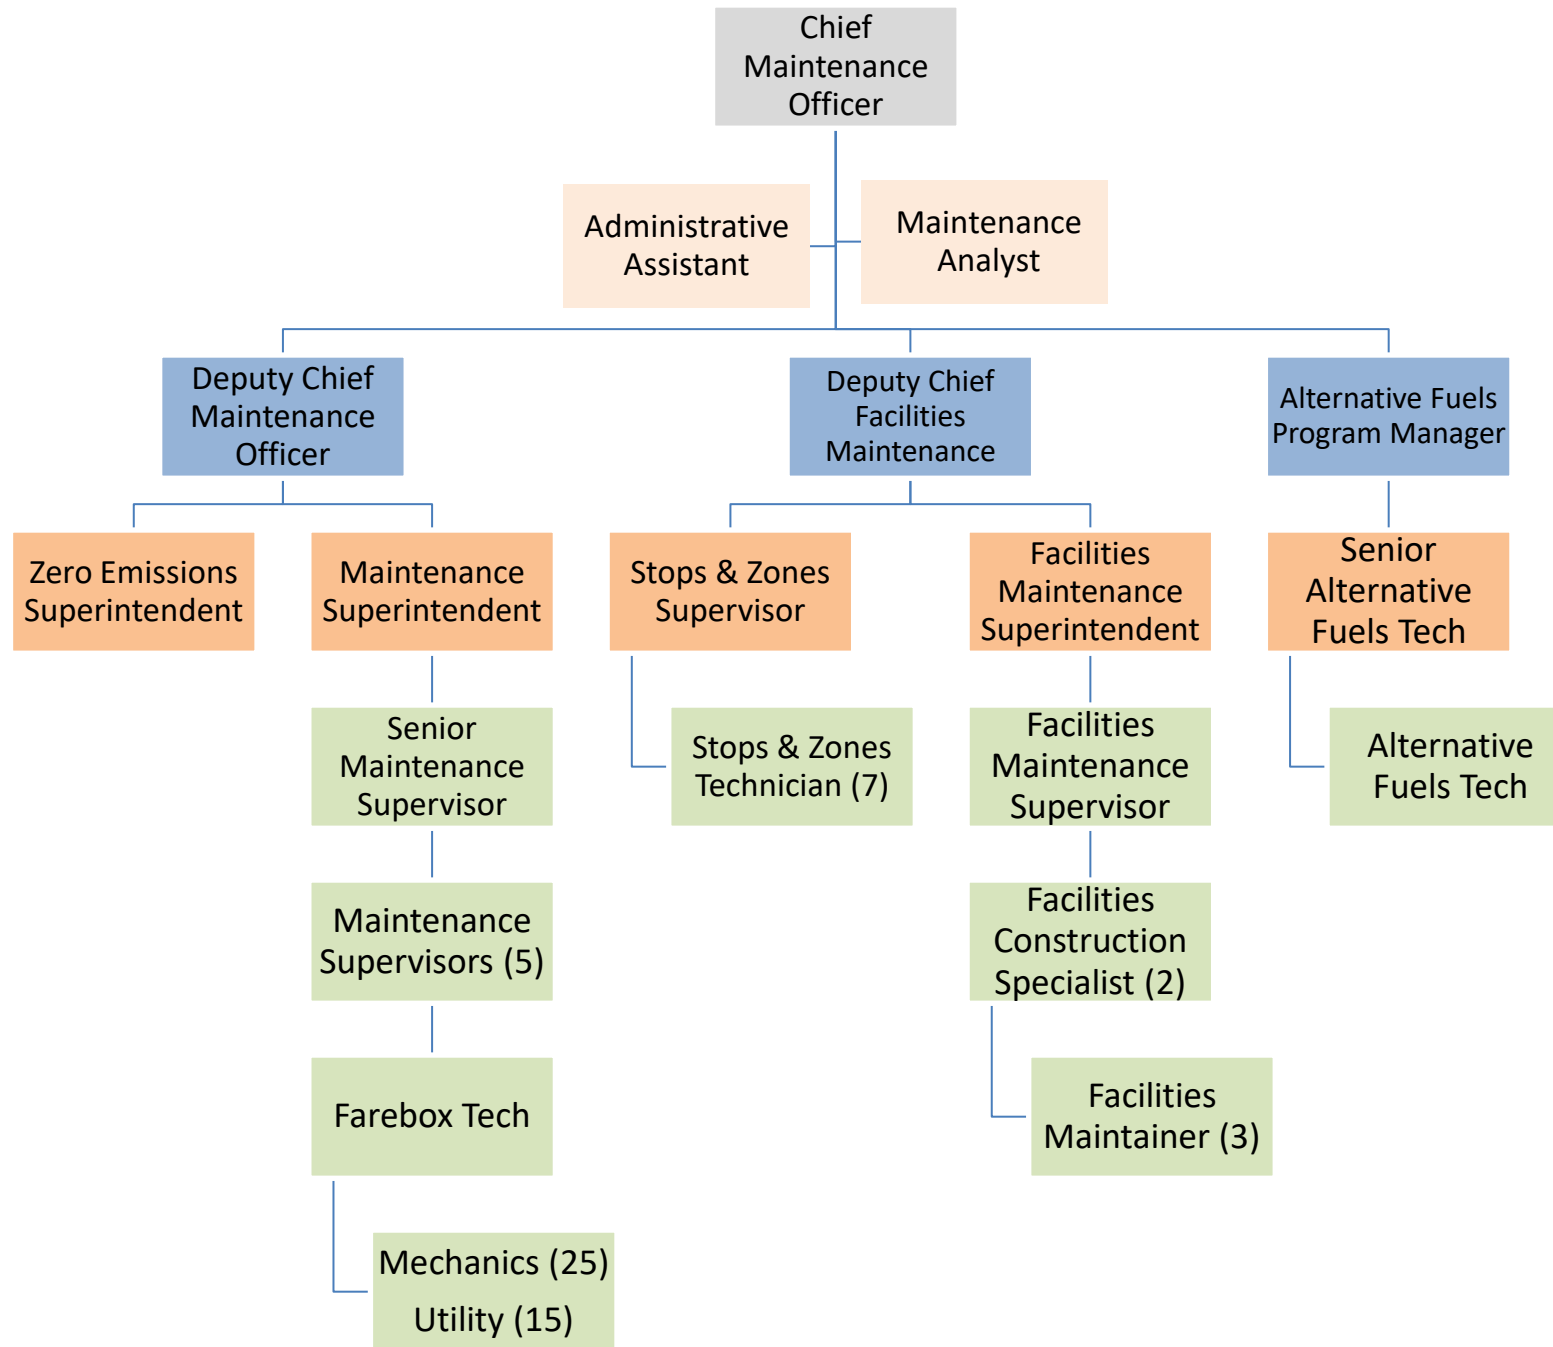 Chief
Maintenance
Officer
Administrative
Assistant
Maintenance
Analyst
Deputy Chief
Maintenance
Officer
Deputy Chief
Facilities
Maintenance
Alternative Fuels
Program Manager
Zero Emissions
Superintendent
Maintenance
Superintendent
Stops & Zones
Supervisor
Facilities
Maintenance
Superintendent
Senior
Alternative
Fuels Tech
Senior
Maintenance
Supervisor
Stops & Zones
Technician (7)
Facilities
Maintenance
Supervisor
Alternative
Fuels Tech
Maintenance
Supervisors (5)
Facilities
Construction
Specialist (2)
Farebox Tech
Facilities
Maintainer (3)
Mechanics (25)
Utility (15)